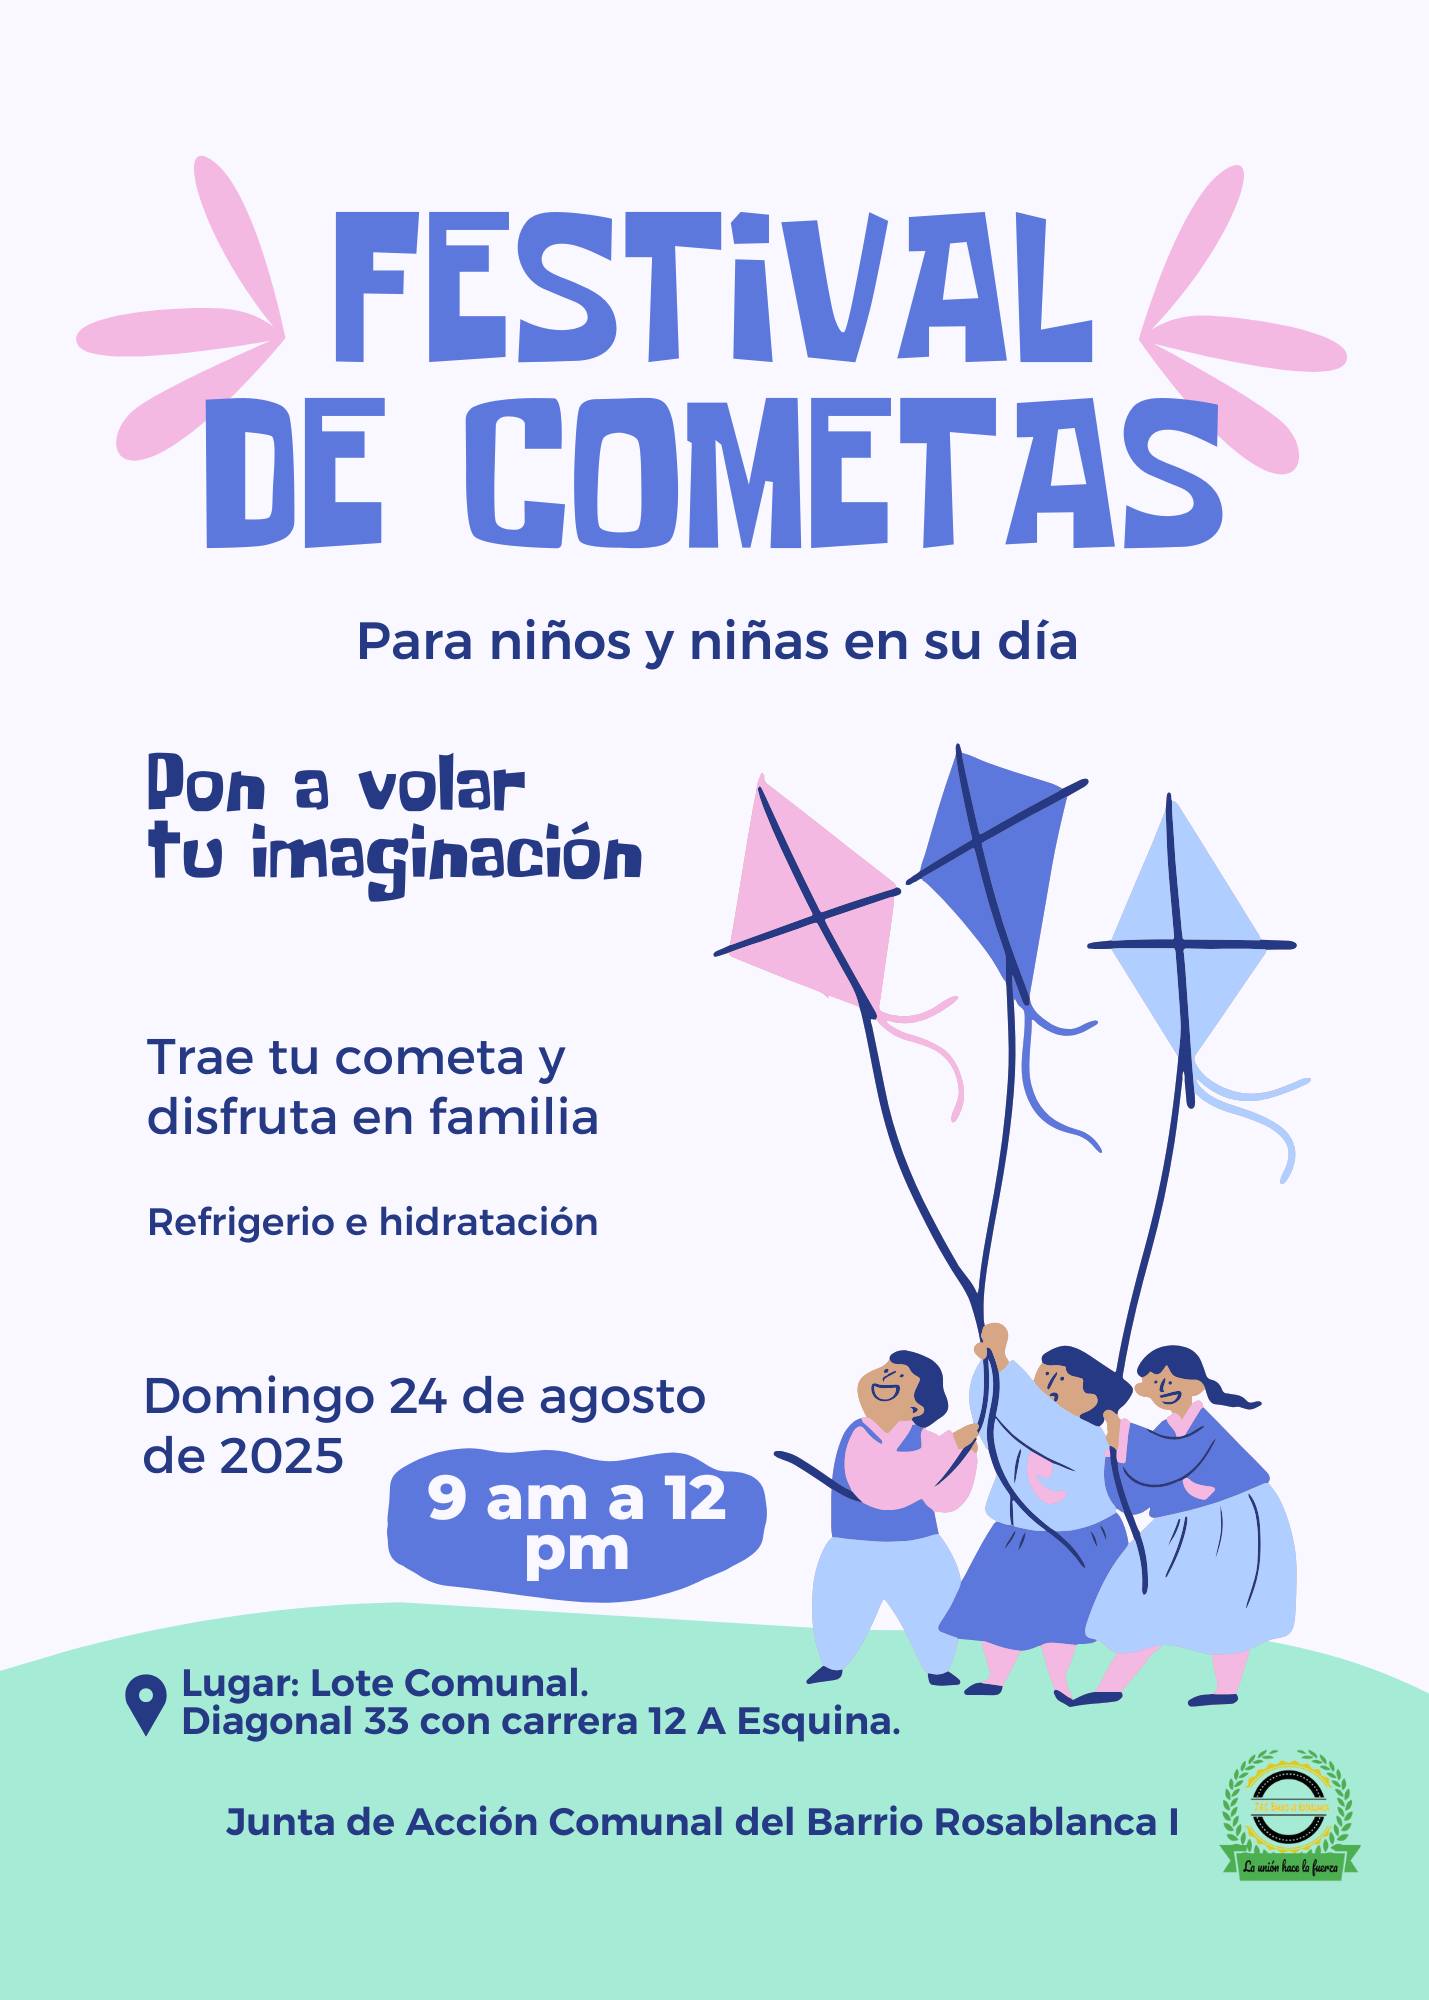 FESTiVAL
DE COMETAS
Para niños y niñas en su día
Pon a volar
tu imaginación
Trae tu cometa y
disfruta en familia
Refrigerio e hidratación
Domingo 24 de agosto
de 2025
9 am a 12
pm
Lugar: Lote Comunal.
Diagonal 33 con carrera 12 A Esquina.
Junta de Acción Comunal del Barrio Rosablanca I
La unión hace la fuerza